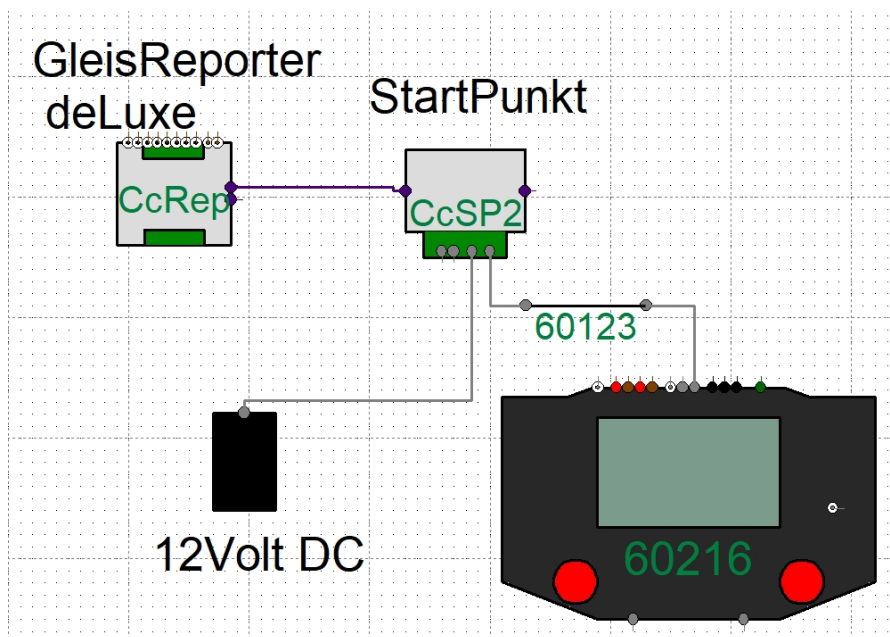 GleisReporter
deLuxe
StartPunkt
CcRep
CcSP2
60123
12Volt DC
60216